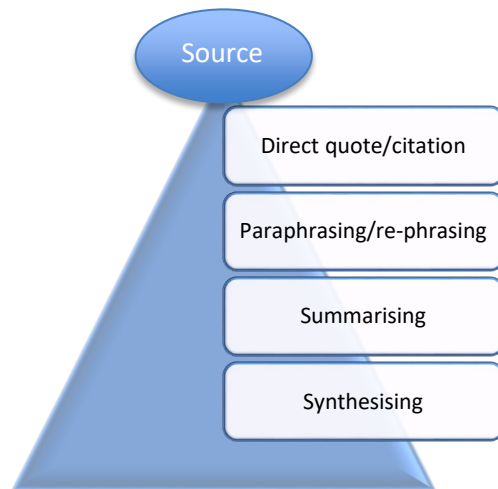 Source
Direct quote/citation
Paraphrasing/re-phrasing
Summarising
Synthesising